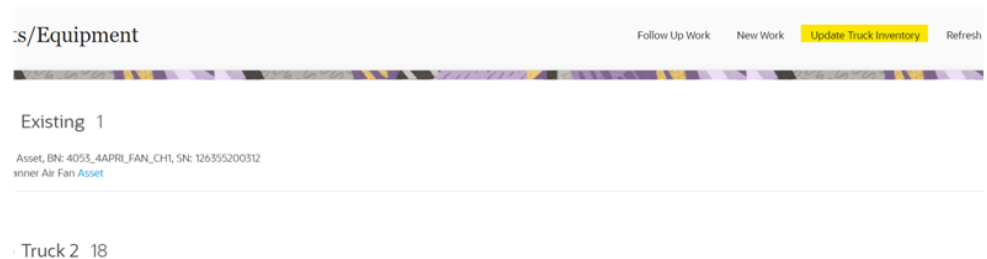 ts/Equipment
Follow Up Work New Work Update Truck Inventory Refresh
Existing 1
Asset, BN: 4053_4APRI_FAN_CH1, SN: 126355200312
anner Air Fan Asset
Truck 2 18